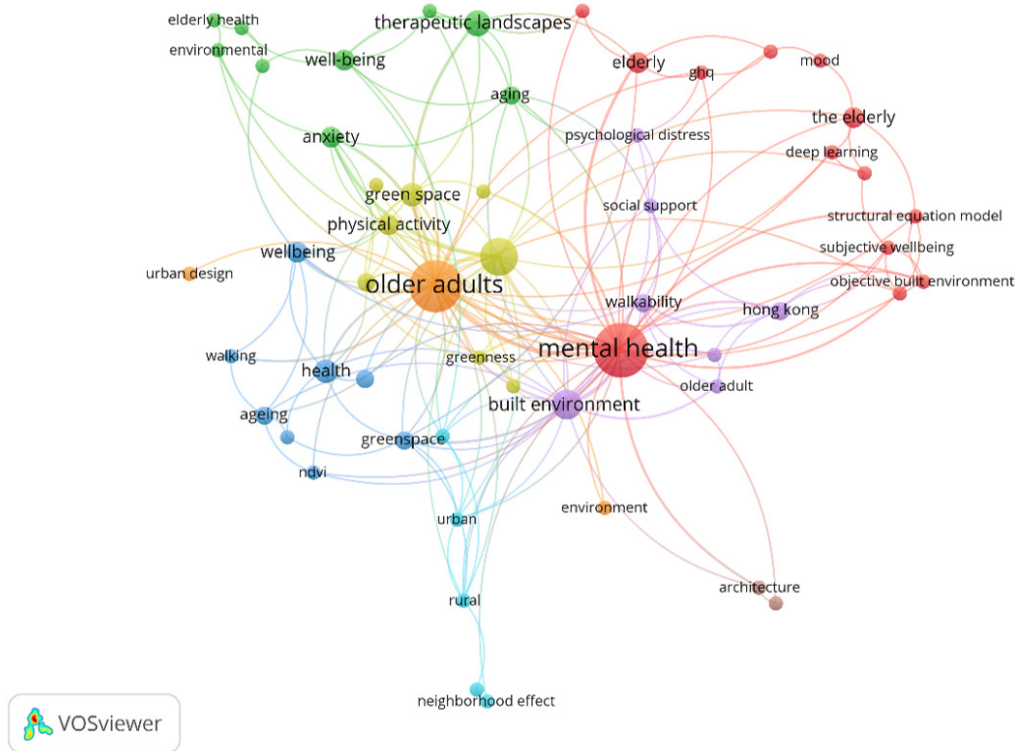 therapeutic landscapes
elderly health
environmental
well-being
elderly
ghq
mood
aging
the elderly
anxiety
psychological distress
deep learning
green space
social support
physical activity
structural equation model
wellbeing
subjective wellbeing
urban design
older adults
objective built environment
walkability
hong kong
mental health
walking
greenness
health
older adult
built environment
ageing
greenspace
ndvi
environment
urban
architecture
rural
neighborhood effect
VOSviewer